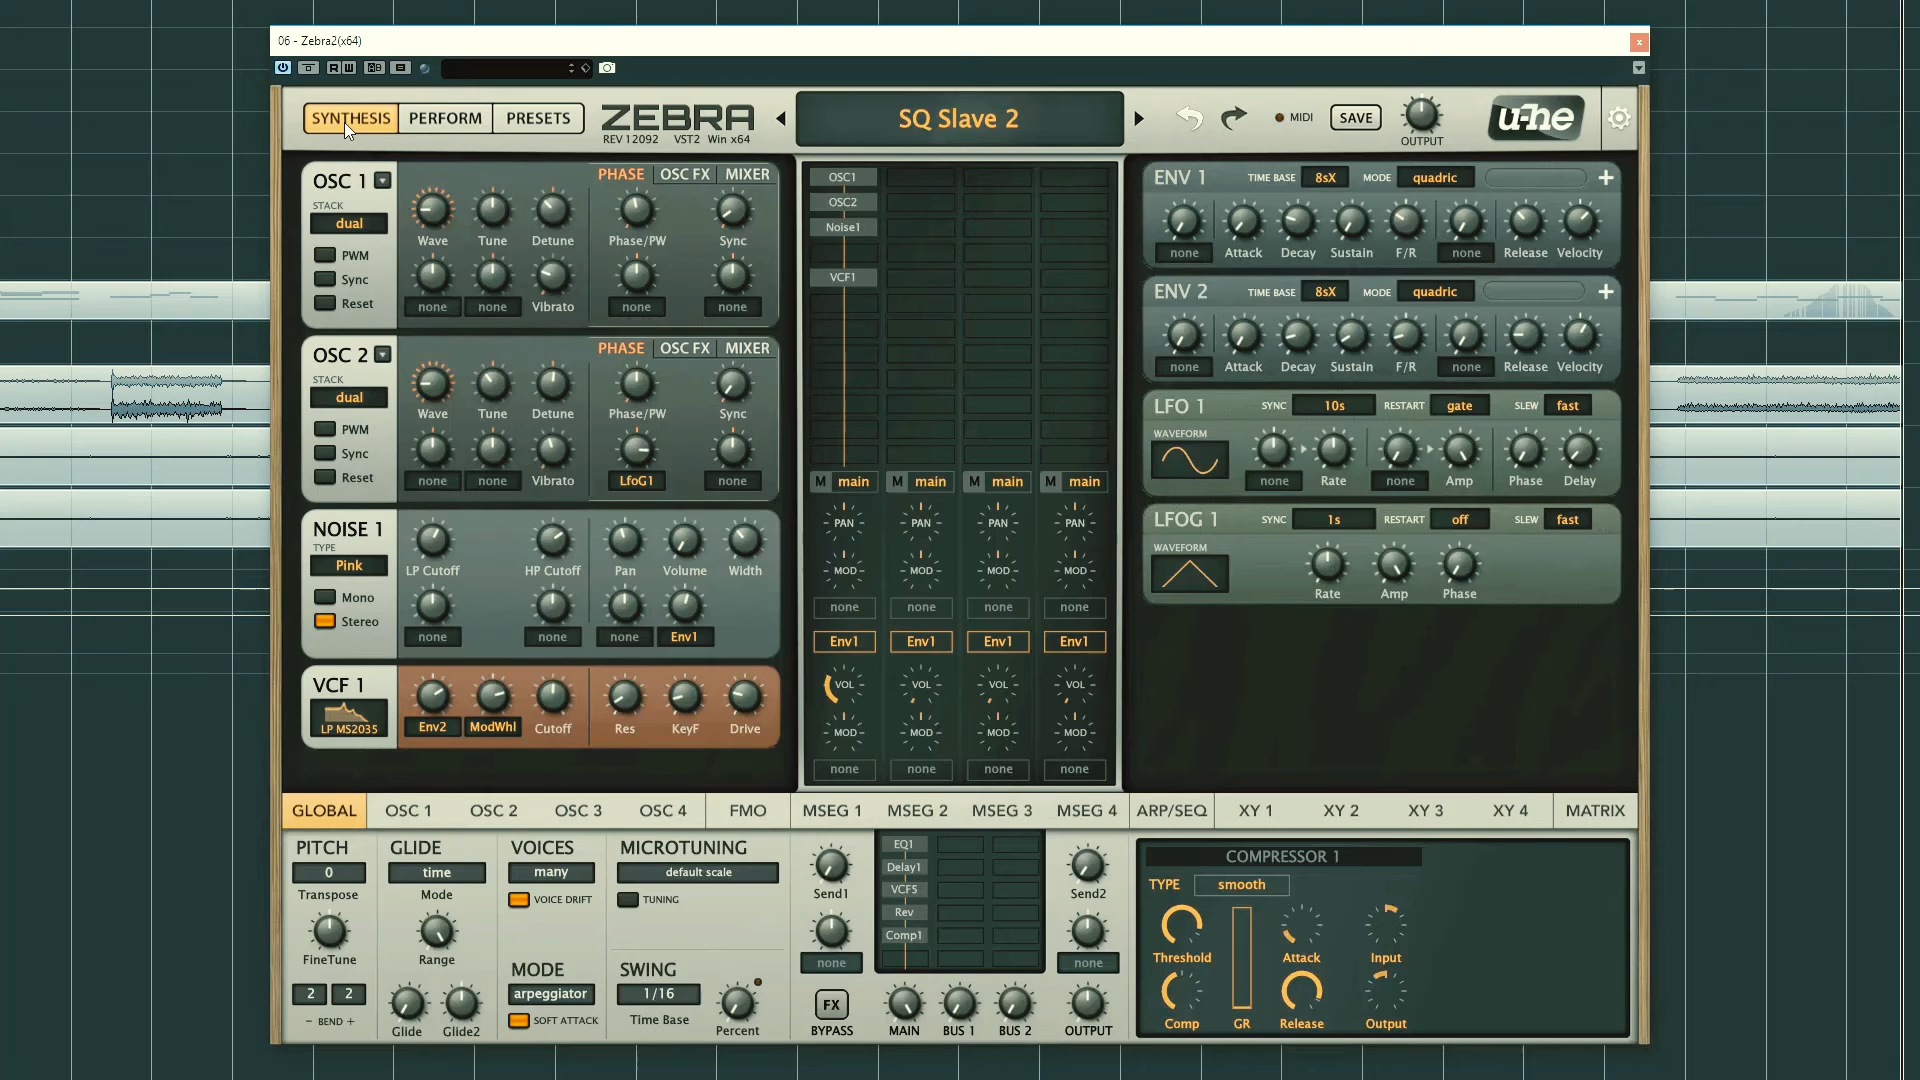 06 - Zebra2(x64)
R W
SYNTHESIS PERFORM PRESETS
ZEBRA
REV 12092 VST2 Win x64
SQ Slave 2
MIDI SAVE OUTPUT
u-he
OSC 1
STACK
dual
PWM
Sync
Reset
PHASE OSC FX MIXER
Wave Tune Detune Phase/PW Sync
none none Vibrato none none
OSC 2
STACK
dual
PWM
Sync
Reset
PHASE OSC FX MIXER
Wave Tune Detune Phase/PW Sync
none none Vibrato LfoG1 none
NOISE 1
TYPE
Pink
Mono
Stereo
LP Cutoff HP Cutoff Pan Volume Width
none none none Env1
VCF 1
LP MS2035
Env2 ModWhl Cutoff Res KeyF Drive
OSC1
OSC2
Noise1
VCF1
M main M main M main M main
PAN PAN PAN PAN
MOD MOD MOD MOD
none none none none
Env1 Env1 Env1 Env1
VOL VOL VOL VOL
MOD MOD MOD MOD
none none none none
ENV 1 TIME BASE 8sX MODE quadric +
none Attack Decay Sustain F/R none Release Velocity
ENV 2 TIME BASE 8sX MODE quadric +
none Attack Decay Sustain F/R none Release Velocity
LFO 1 SYNC 10s RESTART gate SLEW fast
WAVEFORM
none Rate none Amp Phase Delay
LFOG 1 SYNC 1s RESTART off SLEW fast
WAVEFORM
Rate Amp Phase
GLOBAL OSC 1 OSC 2 OSC 3 OSC 4 FMO MSEG 1 MSEG 2 MSEG 3 MSEG 4 ARP/SEQ XY 1 XY 2 XY 3 XY 4 MATRIX
PITCH
0
Transpose
FineTune
2 2
- BEND +
GLIDE
time
Mode
Range
Glide Glide2
VOICES
many
VOICE DRIFT
MODE
arpeggiator
SOFT ATTACK
MICROTUNING
default scale
TUNING
SWING
1/16
Time Base Percent
Send1
none
FX
BYPASS
EQ1
Delay1
VCF5
Rev
Comp1
MAIN BUS 1 BUS 2
Send2
none
OUTPUT
COMPRESSOR 1
TYPE smooth
Threshold Attack Input
Comp GR Release Output